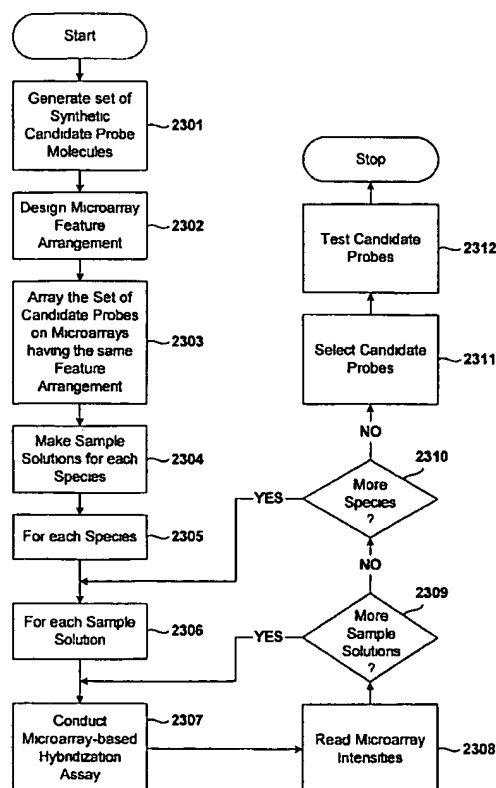 Start
Generate set of
Synthetic
Candidate Probe
Molecules
2301
Design Microarray
Feature
Arrangement
2302
Array the Set of
Candidate Probes
on Microarrays
having the same
Feature
Arrangement
2303
Make Sample
Solutions for each
Species
2304
For each Species
2305
For each Sample
Solution
2306
Conduct
Microarray-based
Hybridization
Assay
2307
Read Microarray
Intensities
2308
More
Sample
Solutions
?
2309
YES
NO
More
Species
?
2310
YES
NO
Select Candidate
Probes
2311
Test Candidate
Probes
2312
Stop